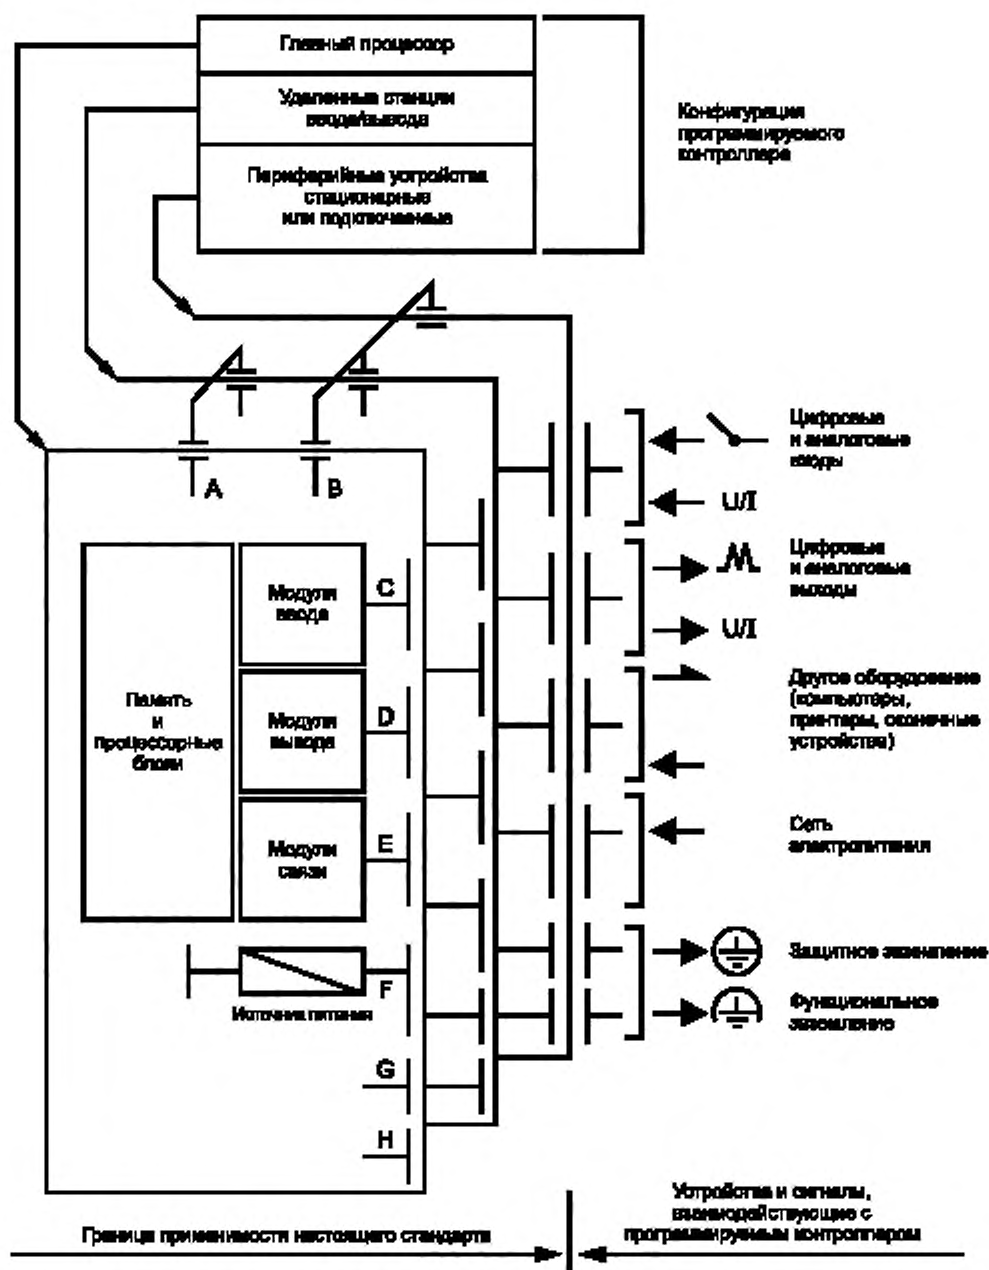 Главный процессор
Удаленные станции
ввода/вывода
Периферийные устройства
стационарные
или подключаемые
Конфигурация
программируемого
контроллера
A
B
Цифровые
и аналоговые
входы
U/I
Цифровые
и аналоговые
выходы
U/I
Другое оборудование
(компьютеры,
принтеры, оконечные
устройства)
Сеть
электропитания
Защитное заземление
Функциональное
заземление
Память
и
процессорные
блоки
Модули
ввода
C
Модули
вывода
D
Модули
связи
E
F
Источник питания
G
H
Граница применимости настоящего стандарта
Устройства и сигналы,
взаимодействующие с
программируемым контроллером